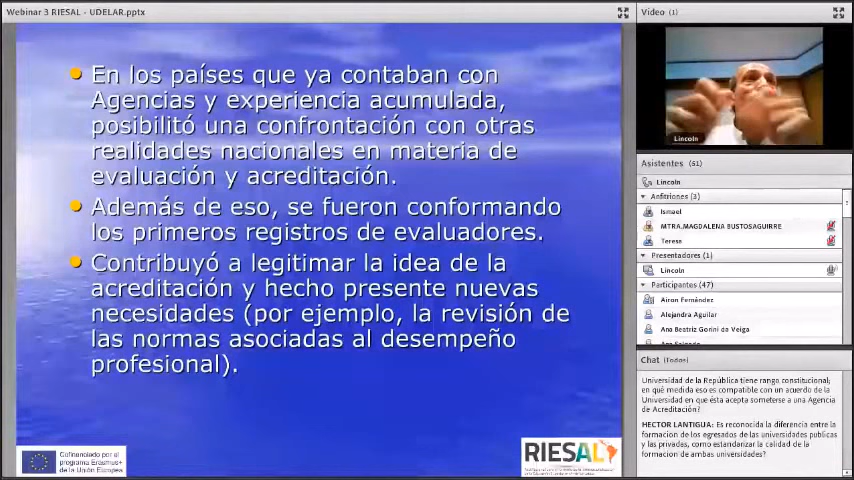 Webinar 3 RIESAL - UDELAR.pptx
En los países que ya contaban con
Agencias y experiencia acumulada,
posibilitó una confrontación con otras
realidades nacionales en materia de
evaluación y acreditación.
Además de eso, se fueron conformando
los primeros registros de evaluadores.
Contribuyó a legitimar la idea de la
acreditación y hecho presente nuevas
necesidades (por ejemplo, la revisión de
las normas asociadas al desempeño
profesional).
Cofinanciado por el
programa Erasmus+
de la Unión Europea
RIESAL
Video (1)
Lincoln
Asistentes (51)
Lincoln
Anfitriones (3)
Ismael
MTRA.MAGDALENA BUSTOSAGUIRRE
Teresa
Presentadores (1)
Lincoln
Participantes (47)
Airon Fernández
Alejandra Aguilar
Ana Beatriz Gorini da Veiga
Chat (Todos)
Universidad de la República tiene rango constitucional;
en qué medida eso es compatible con un acuerdo de la
Universidad en que ésta acepta someterse a una Agencia
de Acreditación?
HECTOR LANTIGUA: Es reconocida la diferencia entre la
formacion de los egresados de las universidades publicas
y las privadas, como estandarizar la calidad de la
formacion de ambas universidades?